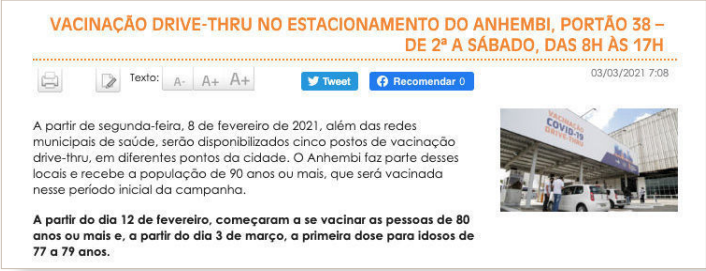 VACINAÇÃO DRIVE-THRU NO ESTACIONAMENTO DO ANHEMBI, PORTÃO 38 –
DE 2ª A SÁBADO, DAS 8H ÀS 17H
Texto: A- A+ A+
Tweet
Recomendar 0
03/03/2021 7:08
A partir de segunda-feira, 8 de fevereiro de 2021, além das redes
municipais de saúde, serão disponibilizados cinco postos de vacinação
drive-thru, em diferentes pontos da cidade. O Anhembi faz parte desses
locais e recebe a população de 90 anos ou mais, que será vacinada
nesse período inicial da campanha.
A partir do dia 12 de fevereiro, começaram a se vacinar as pessoas de 80
anos ou mais e, a partir do dia 3 de março, a primeira dose para idosos de
77 a 79 anos.
VACINAÇÃO
COVID-19
DRIVE-THRU